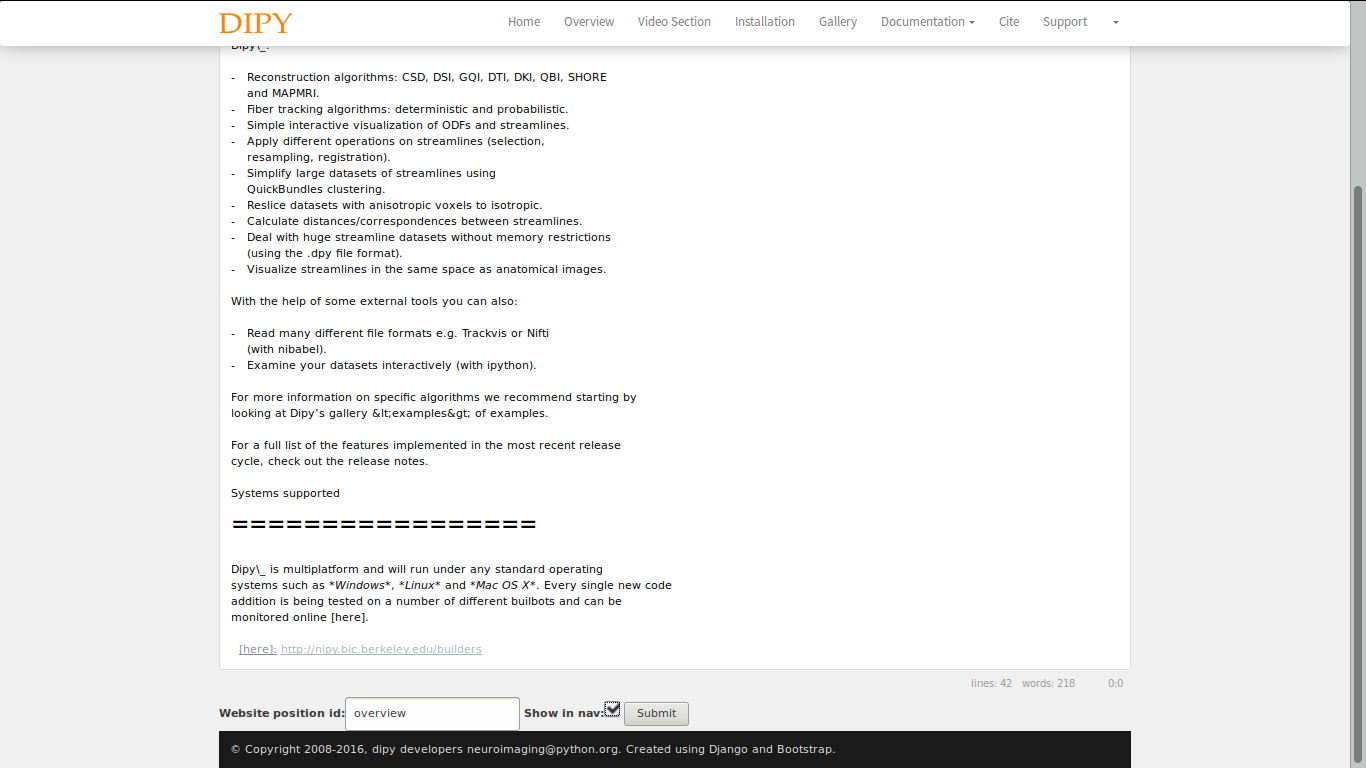 DIPY
Home Overview Video Section Installation Gallery Documentation Cite Support
Dipy\_.
- Reconstruction algorithms: CSD, DSI, GQI, DTI, DKI, QBI, SHORE
and MAPMRI.
- Fiber tracking algorithms: deterministic and probabilistic.
- Simple interactive visualization of ODFs and streamlines.
- Apply different operations on streamlines (selection,
resampling, registration).
- Simplify large datasets of streamlines using
QuickBundles clustering.
- Reslice datasets with anisotropic voxels to isotropic.
- Calculate distances/correspondences between streamlines.
- Deal with huge streamline datasets without memory restrictions
(using the .dpy file format).
- Visualize streamlines in the same space as anatomical images.
With the help of some external tools you can also:
- Read many different file formats e.g. Trackvis or Nifti
(with nibabel).
- Examine your datasets interactively (with ipython).
For more information on specific algorithms we recommend starting by
looking at Dipy’s gallery &lt;examples&gt; of examples.
For a full list of the features implemented in the most recent release
cycle, check out the release notes.
Systems supported
=================
Dipy\_ is multiplatform and will run under any standard operating
systems such as *Windows*, *Linux* and *Mac OS X*. Every single new code
addition is being tested on a number of different builbots and can be
monitored online [here].
[here]: http://nipy.bic.berkeley.edu/builders
lines: 42 words: 218 0:0
Website position id: overview Show in nav: Submit
© Copyright 2008-2016, dipy developers neuroimaging@python.org. Created using Django and Bootstrap.